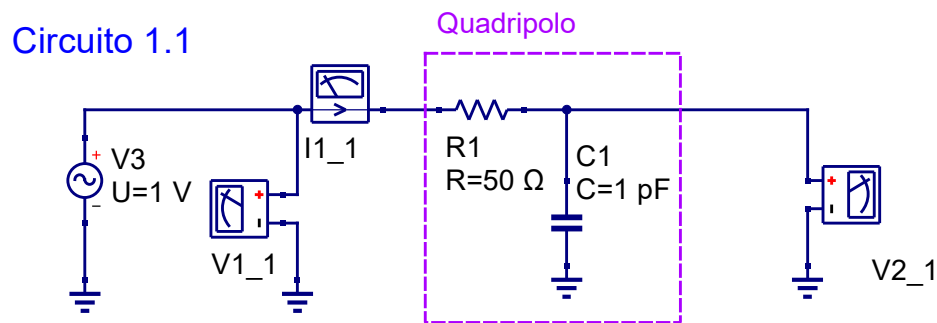 Quadripolo
Circuito 1.1
I1_1
V3
U=1 V
R1
R=50 Ω
C1
C=1 pF
V1_1
V2_1